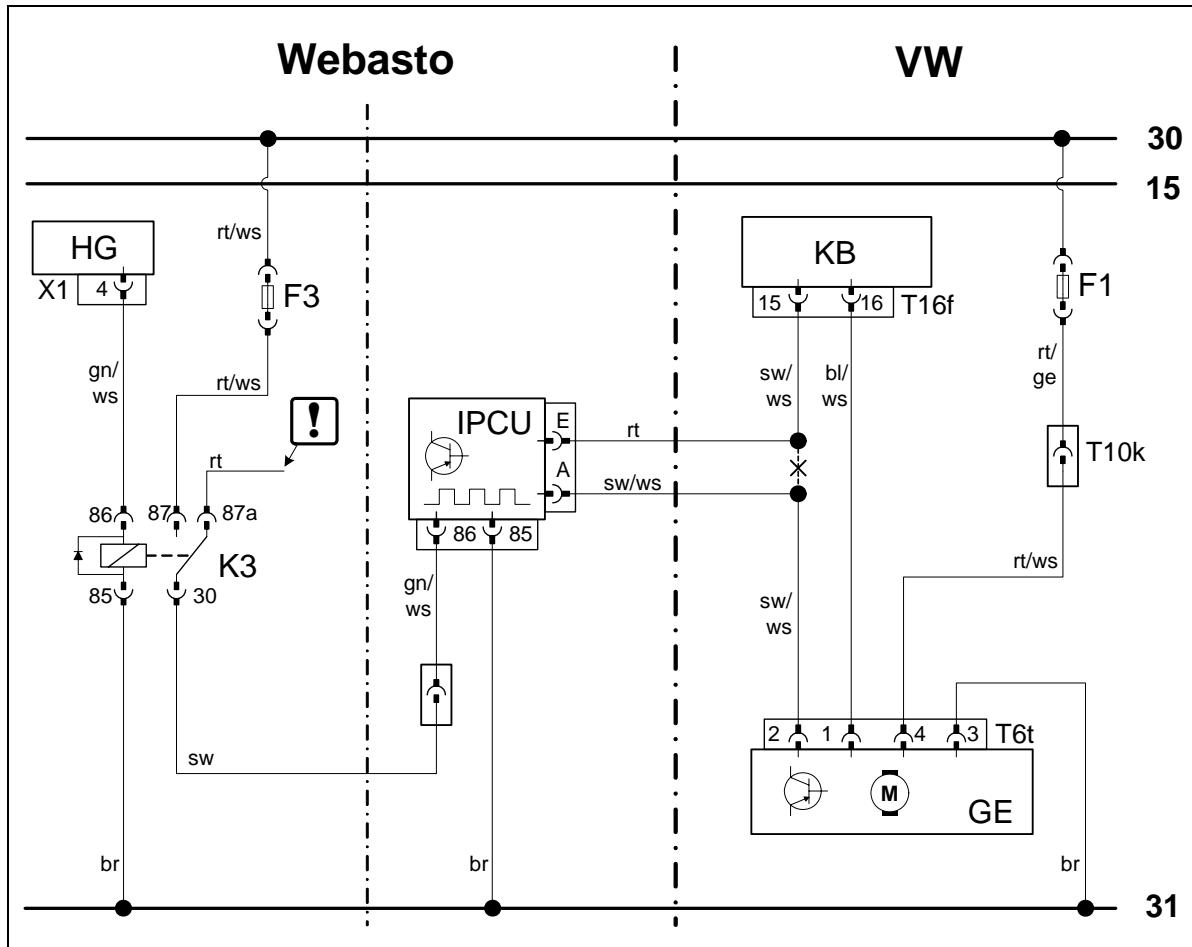 Webasto
VW
30
15
HG
X1
4
rt/ws
F3
KB
15
16
T16f
F1
gn/
ws
rt/ws
!
rt
sw/
ws
bl/
ws
rt/
ge
IPCU
E
A
rt
sw/ws
T10k
86
87
87a
K3
85
30
86
85
gn/
ws
sw/
ws
rt/ws
sw
2
1
4
3
T6t
M
GE
br
br
br
31